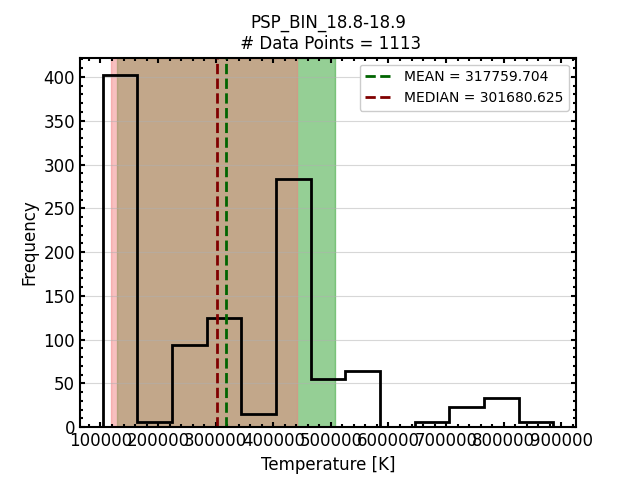 PSP_BIN_18.8-18.9
# Data Points = 1113
MEAN = 317759.704
MEDIAN = 301680.625
400
350
300
250
200
150
100
50
0
Frequency
100000 200000 300000 400000 500000 600000 700000 800000 900000
Temperature [K]